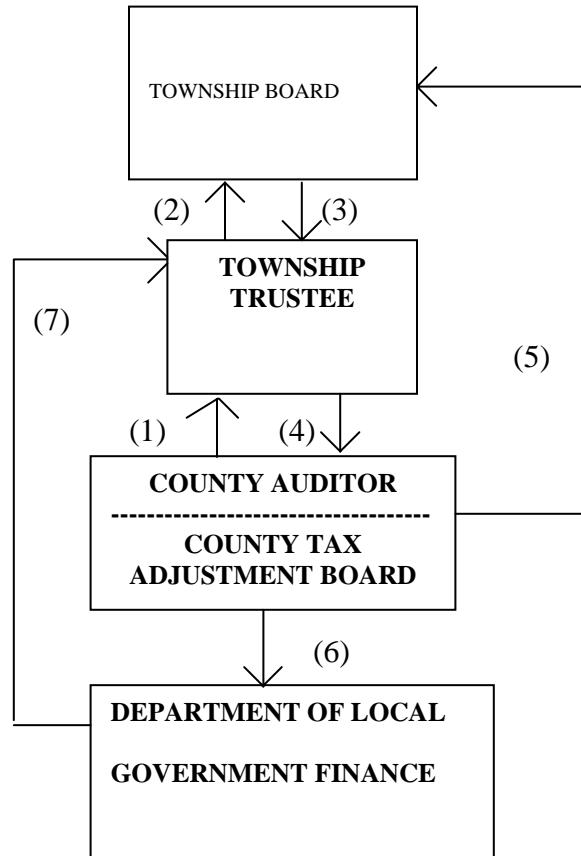 TOWNSHIP BOARD
(2)
(3)
TOWNSHIP
TRUSTEE
(7)
(5)
(1)
(4)
COUNTY AUDITOR
---------------------------------
COUNTY TAX
ADJUSTMENT BOARD
(6)
DEPARTMENT OF LOCAL
GOVERNMENT FINANCE